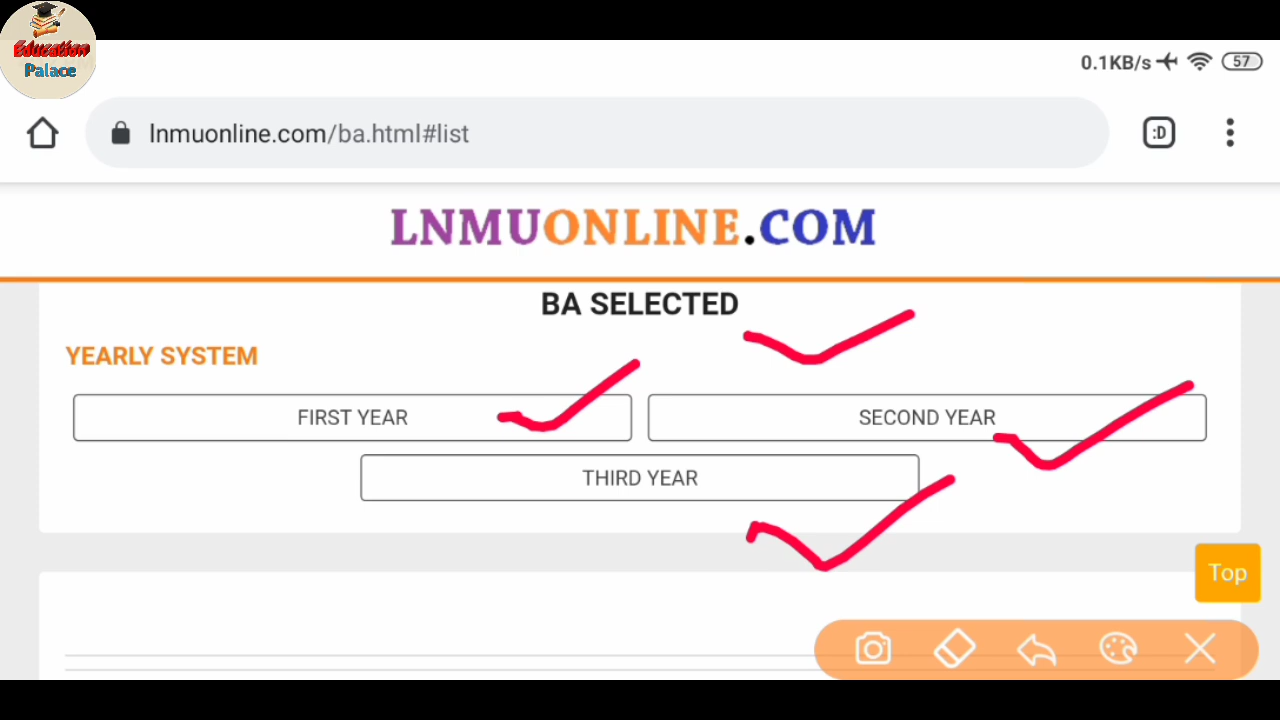 Education
Palace
0.1KB/s 57
lnmuonline.com/ba.html#list :D
LNMUONLINE.COM
BA SELECTED
YEARLY SYSTEM
FIRST YEAR SECOND YEAR
THIRD YEAR
Top